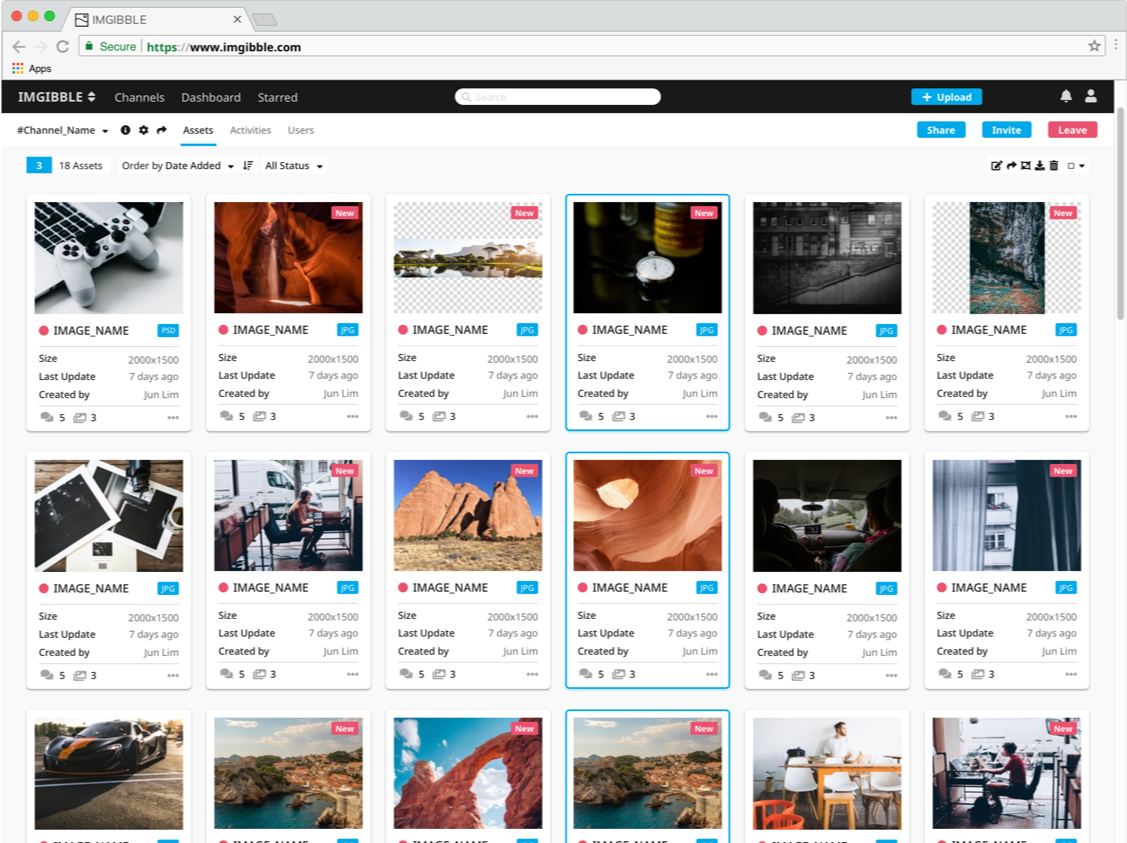 IMGIBBLE
Secure https://www.imgibble.com
Apps
IMGIBBLE Channels Dashboard Starred Search + Upload
#Channel_Name Assets Activities Users Share Invite Leave
3 18 Assets Order by Date Added All Status
New New New New
IMAGE_NAME PSD IMAGE_NAME JPG IMAGE_NAME JPG IMAGE_NAME JPG IMAGE_NAME JPG IMAGE_NAME JPG
Size 2000x1500 Size 2000x1500 Size 2000x1500 Size 2000x1500 Size 2000x1500 Size 2000x1500
Last Update 7 days ago Last Update 7 days ago Last Update 7 days ago Last Update 7 days ago Last Update 7 days ago Last Update 7 days ago
Created by Jun Lim Created by Jun Lim Created by Jun Lim Created by Jun Lim Created by Jun Lim Created by Jun Lim
5 3 5 3 5 3 5 3 5 3 5 3
New New New New
IMAGE_NAME JPG IMAGE_NAME JPG IMAGE_NAME JPG IMAGE_NAME JPG IMAGE_NAME JPG IMAGE_NAME JPG
Size 2000x1500 Size 2000x1500 Size 2000x1500 Size 2000x1500 Size 2000x1500 Size 2000x1500
Last Update 7 days ago Last Update 7 days ago Last Update 7 days ago Last Update 7 days ago Last Update 7 days ago Last Update 7 days ago
Created by Jun Lim Created by Jun Lim Created by Jun Lim Created by Jun Lim Created by Jun Lim Created by Jun Lim
5 3 5 3 5 3 5 3 5 3 5 3
New New New New